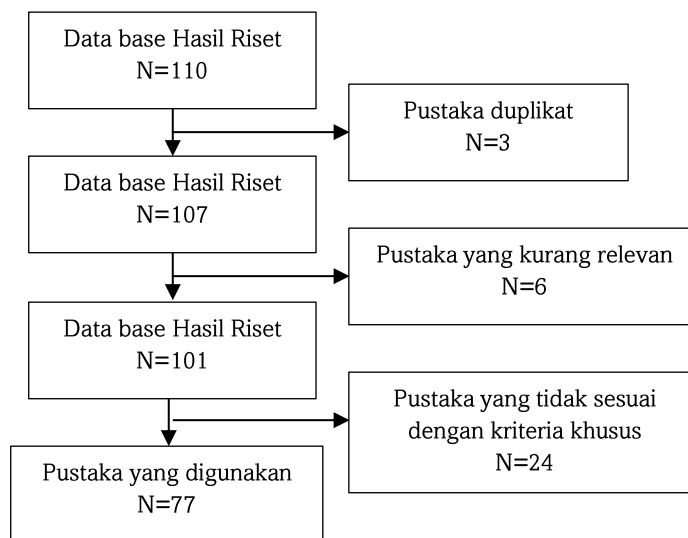 Data base Hasil Riset
N=110
Pustaka duplikat
N=3
Data base Hasil Riset
N=107
Pustaka yang kurang relevan
N=6
Data base Hasil Riset
N=101
Pustaka yang tidak sesuai
dengan kriteria khusus
N=24
Pustaka yang digunakan
N=77